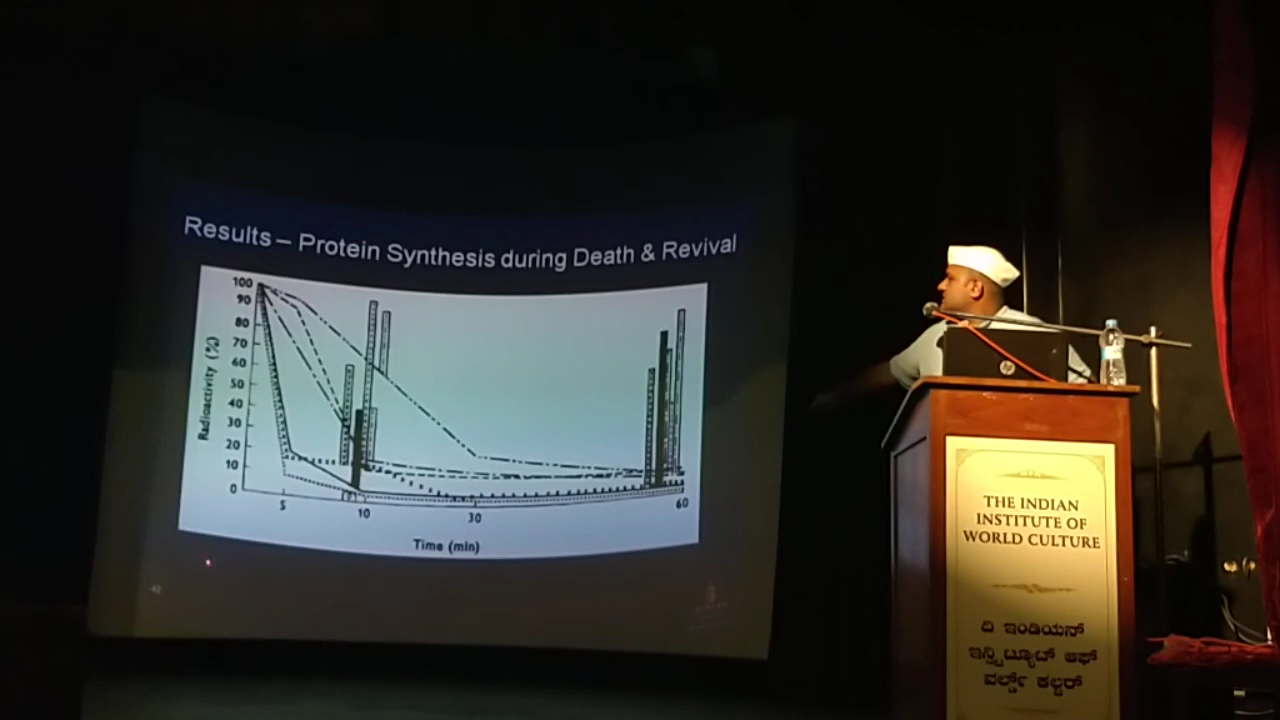 Results – Protein Synthesis during Death & Revival
100
90
80
70
60
50
40
30
20
10
0
Radioactivity (%)
5
10
30
60
Time (min)
hp
THE INDIAN
INSTITUTE OF
WORLD CULTURE
ದಿ ಇಂಡಿಯನ್
ಇನ್ಸ್ಟಿಟ್ಯೂಟ್ ಆಫ್
ವರ್ಲ್ಡ್ ಕಲ್ಚರ್